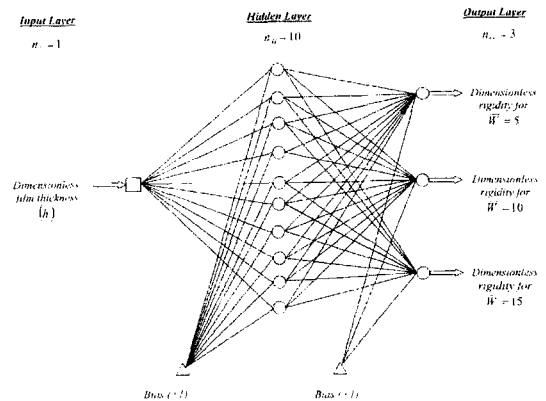 Input Layer
Hidden Layer
Output Layer
n.. = 1
n_H = 10
n.. = 3
Dimensionless
rigidity for
W̄ = 5
Dimensionless
film thickness
(h)
Dimensionless
rigidity for
W̄ = 10
Dimensionless
rigidity for
W̄ = 15
Bias (+1)
Bias (+1)